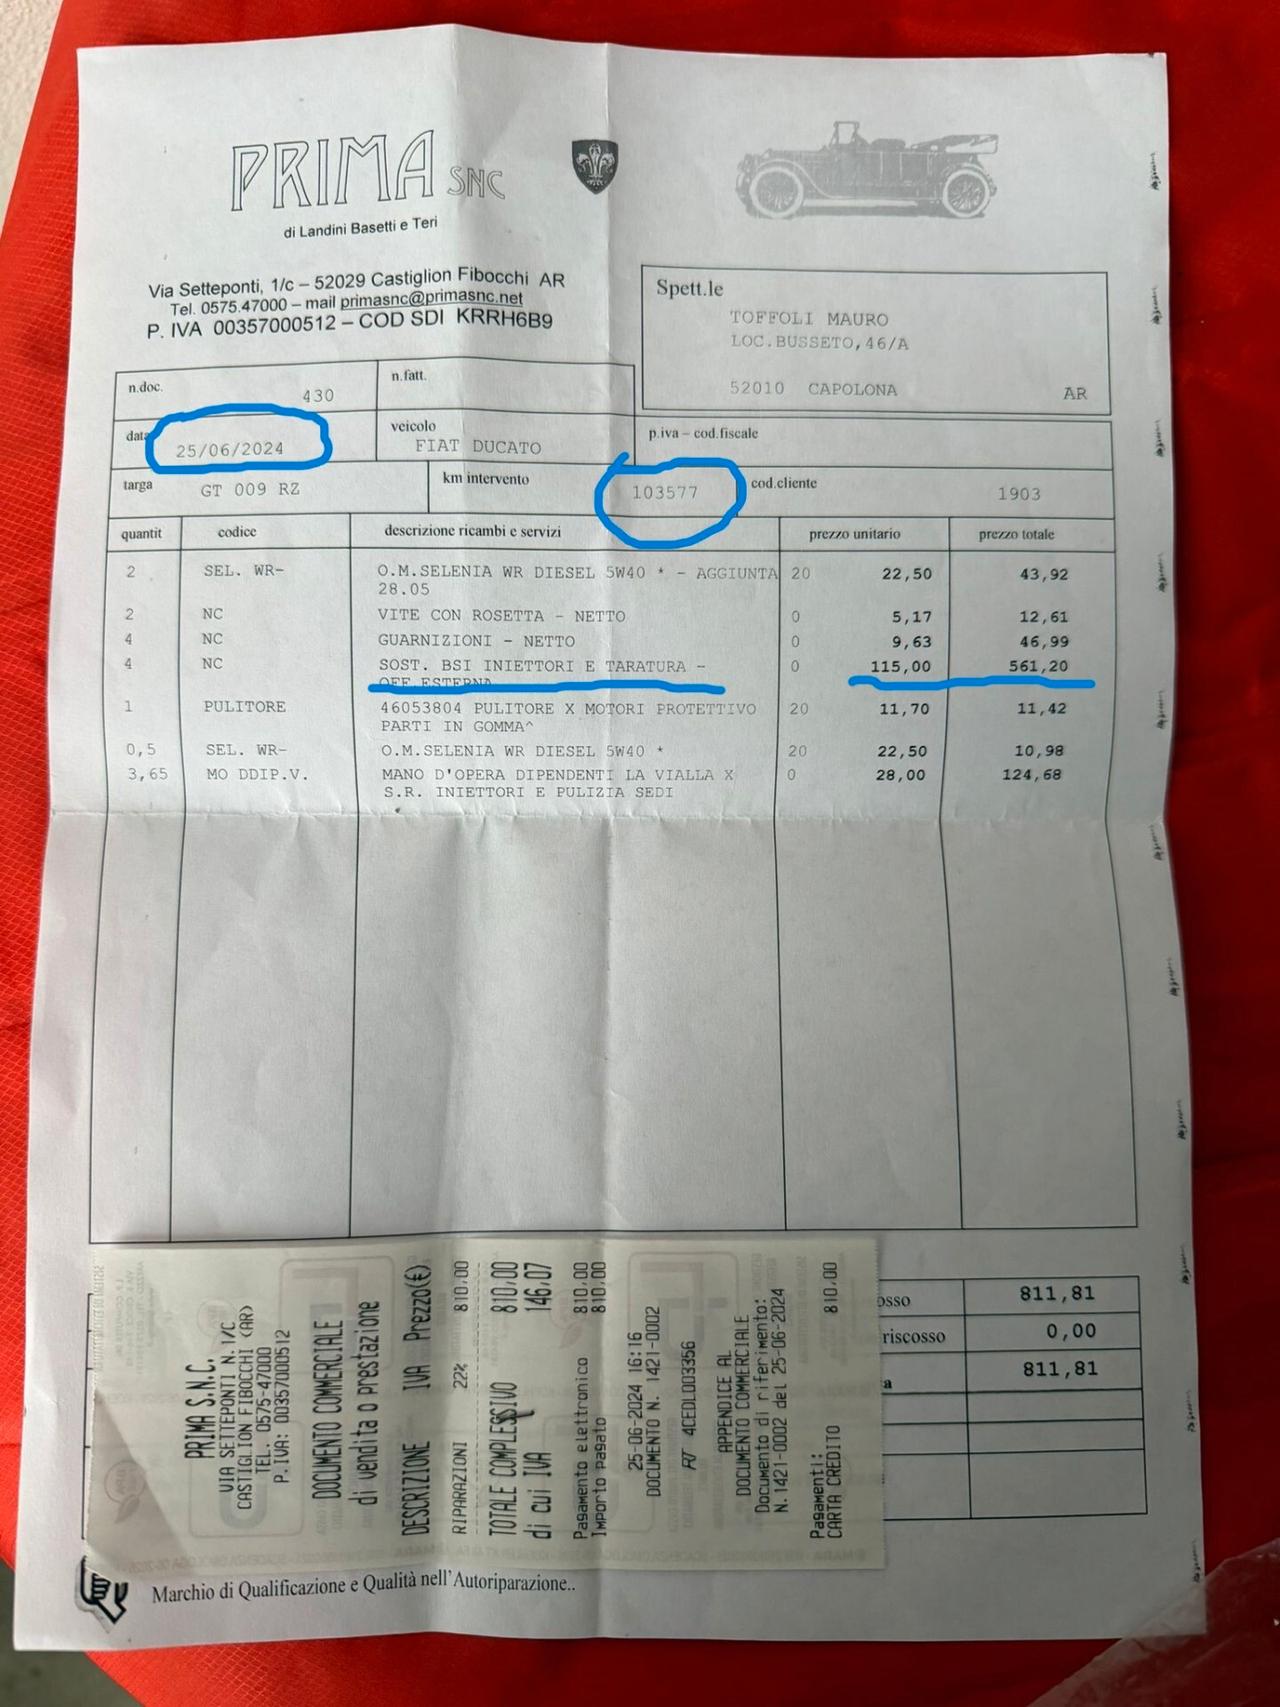 PRIMA SNC
di Landini Basetti e Teri
Via Setteponti, 1/c – 52029 Castiglion Fibocchi AR
Tel. 0575.47000 – mail primasnc@primasnc.net
P. IVA 00357000512 – COD SDI KRRH6B9
Spett.le
TOFFOLI MAURO
LOC.BUSSETO,46/A
52010 CAPOLONA AR
n.doc. 430 n.fatt.
data 25/06/2024 veicolo FIAT DUCATO p.iva – cod.fiscale
targa GT 009 RZ km intervento 103577 cod.cliente 1903
quantit codice descrizione ricambi e servizi prezzo unitario prezzo totale
2 SEL. WR- O.M.SELENIA WR DIESEL 5W40 * - AGGIUNTA 20 22,50 43,92
28.05
2 NC VITE CON ROSETTA - NETTO 0 5,17 12,61
4 NC GUARNIZIONI - NETTO 0 9,63 46,99
4 NC SOST. BSI INIETTORI E TARATURA - 0 115,00 561,20
OFF.ESTERNA
1 PULITORE 46053804 PULITORE X MOTORI PROTETTIVO 20 11,70 11,42
PARTI IN GOMMA^
0,5 SEL. WR- O.M.SELENIA WR DIESEL 5W40 * 20 22,50 10,98
3,65 MO DDIP.V. MANO D'OPERA DIPENDENTI LA VIALLA X 0 28,00 124,68
S.R. INIETTORI E PULIZIA SEDI
osso 811,81
riscosso 0,00
a 811,81
PRIMA S.N.C.
VIA SETTEPONTI N. 1/C
CASTIGLION FIBOCCHI (AR)
TEL. 0575-47000
P.IVA: 00357000512
DOCUMENTO COMMERCIALE
di vendita o prestazione
DESCRIZIONE IVA Prezzo(€)
RIPARAZIONI 22% 810,00
TOTALE COMPLESSIVO 810,00
di cui IVA 146,07
Pagamento elettronico 810,00
Importo pagato 810,00
25-06-2024 16:16
DOCUMENTO N. 1421-0002
RT 4CEDL003356
APPENDICE AL
DOCUMENTO COMMERCIALE
Documento di riferimento:
N.1421-0002 del 25-06-2024
Pagamenti:
CARTA CREDITO 810,00
Marchio di Qualificazione e Qualità nell'Autoriparazione..